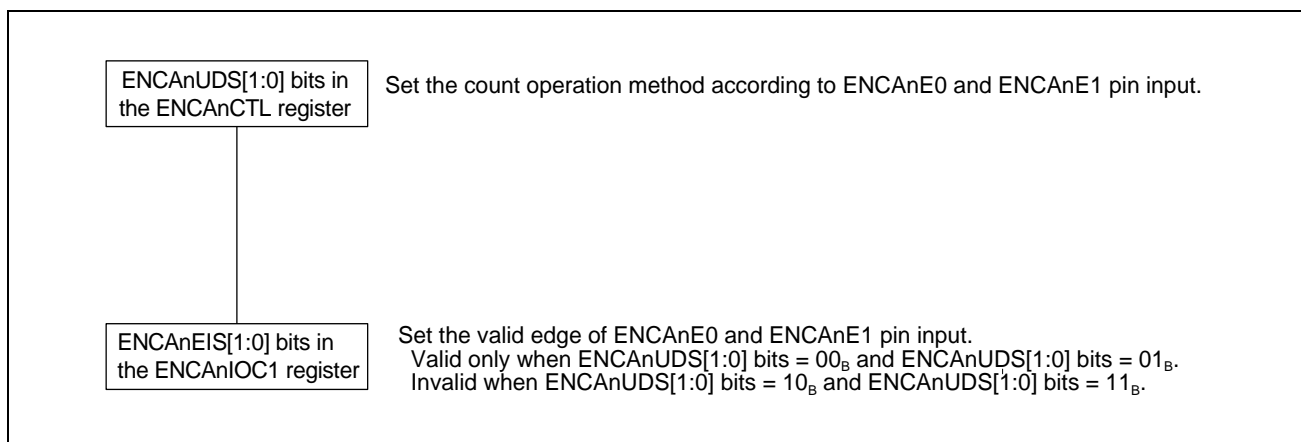 ENCAnUDS[1:0] bits in
the ENCAnCTL register
Set the count operation method according to ENCAnE0 and ENCAnE1 pin input.
ENCAnEIS[1:0] bits in
the ENCAnIOC1 register
Set the valid edge of ENCAnE0 and ENCAnE1 pin input.
Valid only when ENCAnUDS[1:0] bits = 00B and ENCAnUDS[1:0] bits = 01B.
Invalid when ENCAnUDS[1:0] bits = 10B and ENCAnUDS[1:0] bits = 11B.